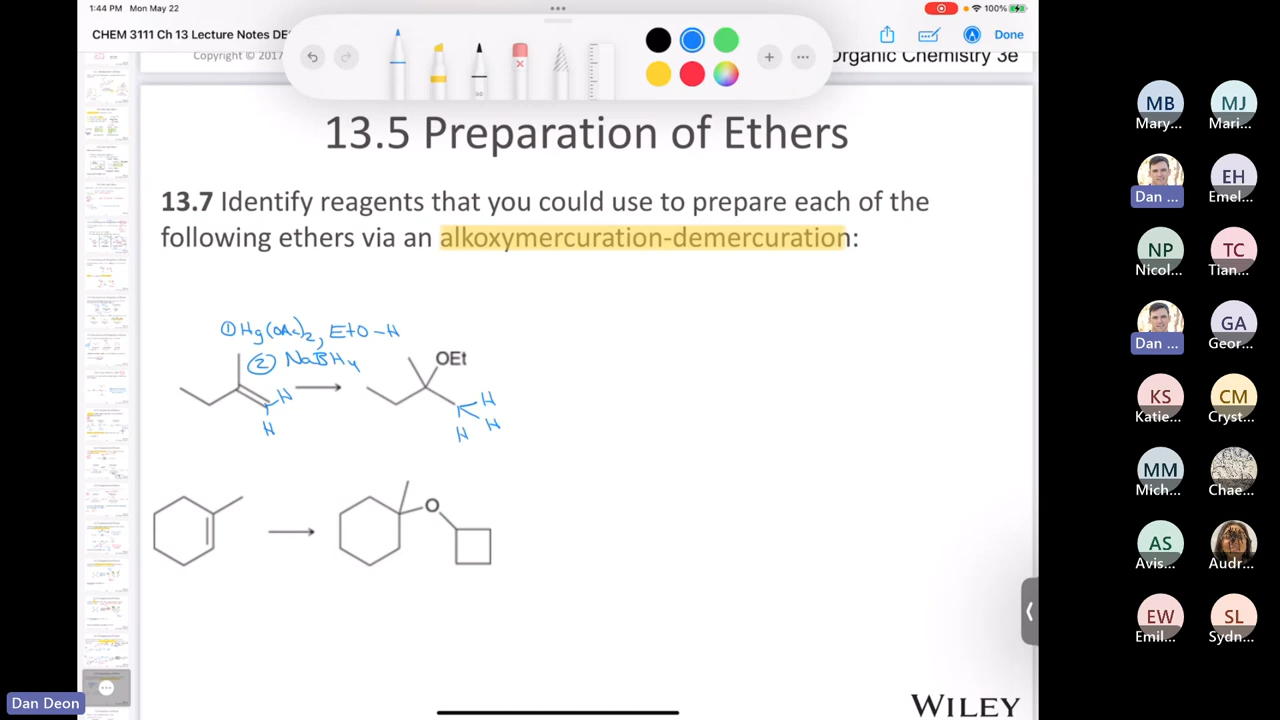 1:44 PM Mon May 22
100%
CHEM 3111 Ch 13 Lecture Notes DE
Done
Copyright © 201
Organic Chemistry 3e
13.5 Preparation of Ethers
13.7 Identify reagents that you could use to prepare each of the
following ethers via an alkoxymercuration-demercuration:
① Hg(OAc)2, EtO-H
② NaBH4
OEt
H
H
H
H
H
O
WILEY
Dan Deon
MB
Mary...
MJ
Mari...
Dan ...
EH
Emel...
NP
Nicol...
TC
Tian...
Dan ...
GA
Geor...
KS
Katie...
CM
Cryst...
MM
Mich...
Chae...
AS
Avis...
Audr...
EW
Emil...
SL
Sydn...